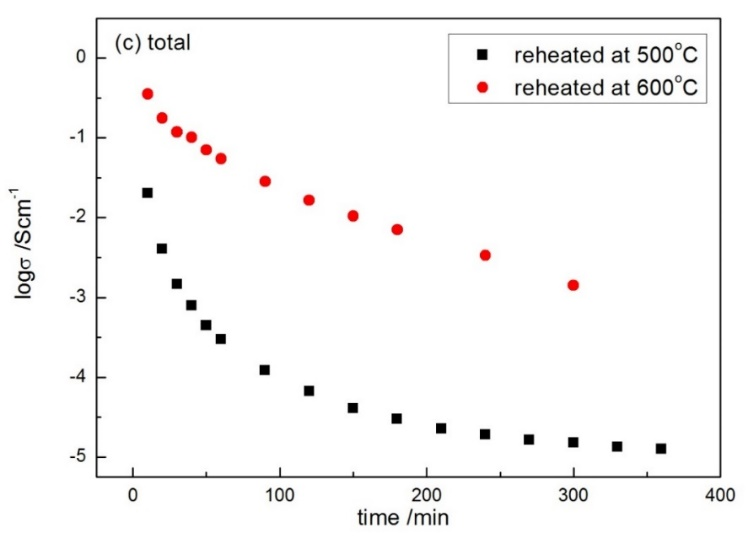 (c) total
reheated at 500°C
reheated at 600°C
0
-1
-2
-3
-4
-5
logσ /Scm⁻¹
0 100 200 300 400
time /min